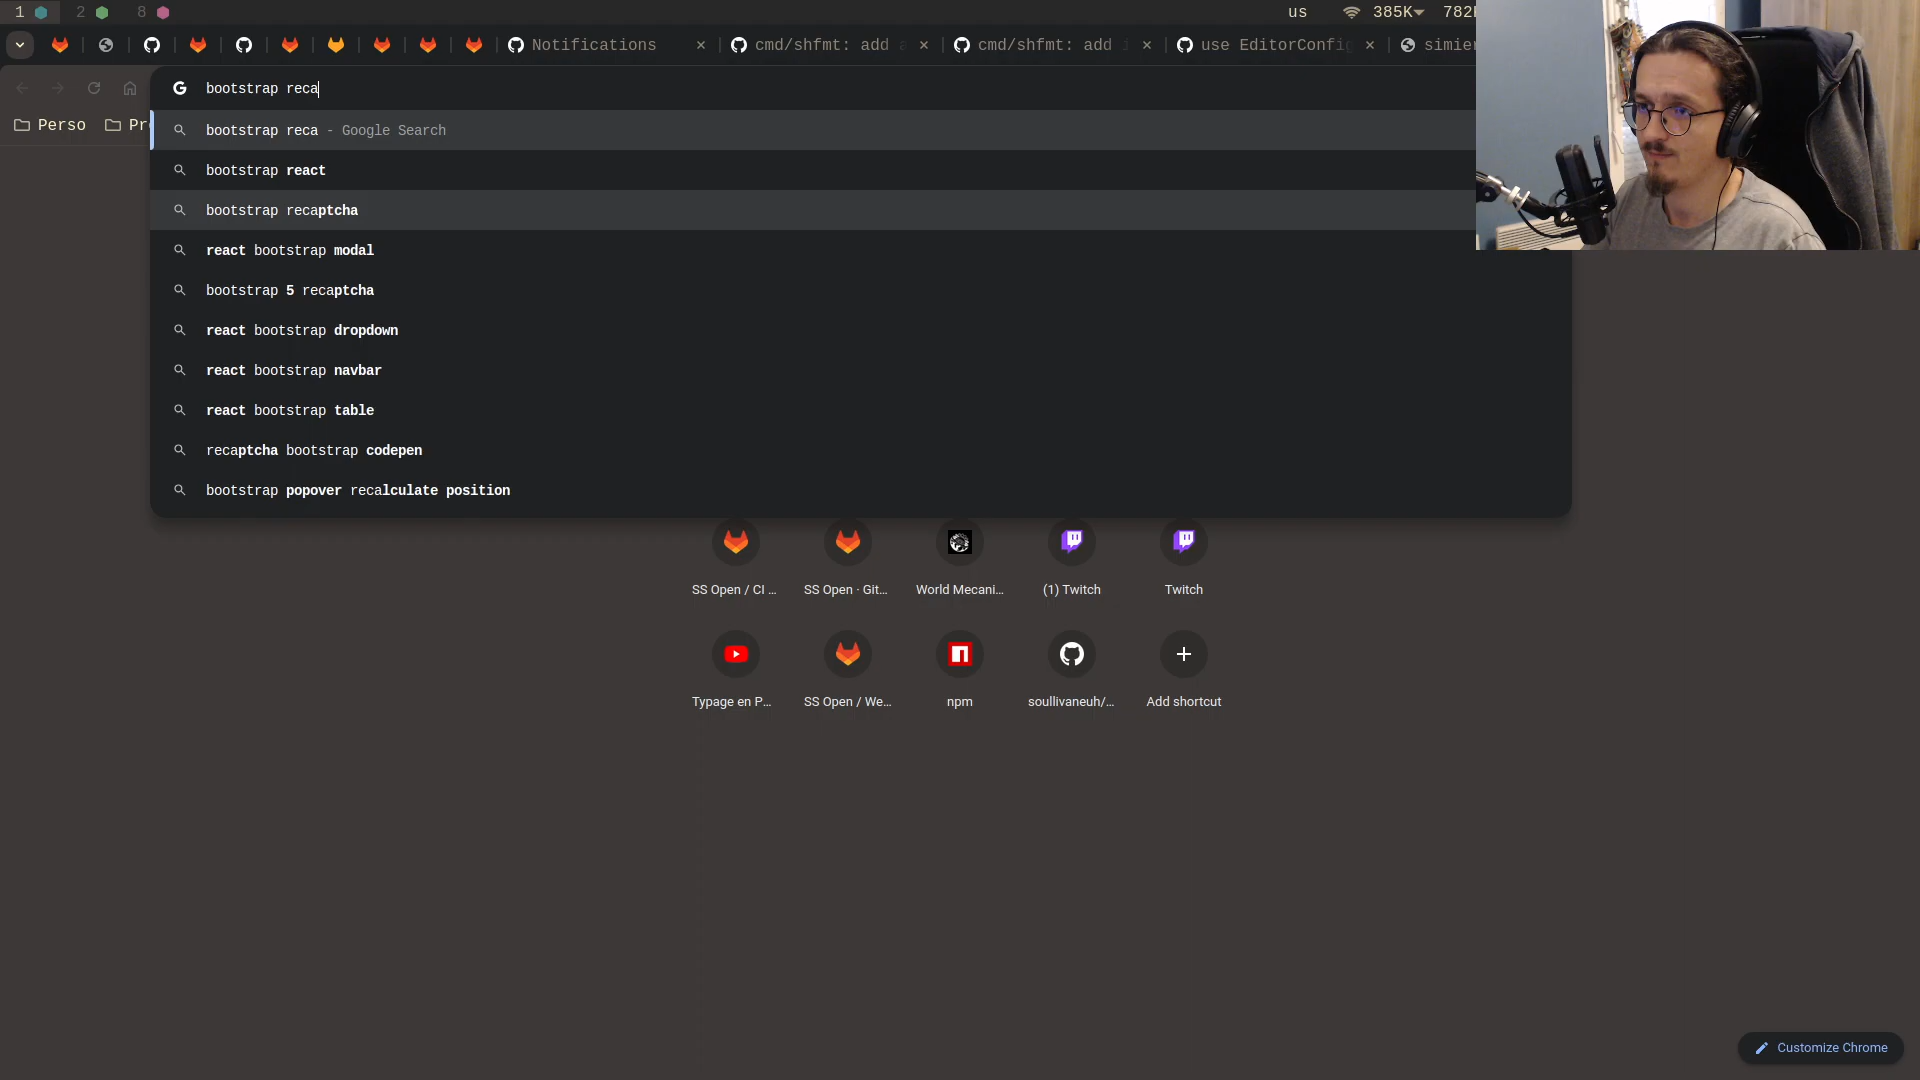 1 2 8 us 385K 782
Notifications cmd/shfmt: add cmd/shfmt: add use EditorConfig simier
bootstrap reca
Perso Pr
bootstrap reca - Google Search
bootstrap react
bootstrap recaptcha
react bootstrap modal
bootstrap 5 recaptcha
react bootstrap dropdown
react bootstrap navbar
react bootstrap table
recaptcha bootstrap codepen
bootstrap popover recalculate position
SS Open / CI ... SS Open · Git... World Mecani... (1) Twitch Twitch
Typage en P... SS Open / We... npm soullivaneuh/... Add shortcut
Customize Chrome